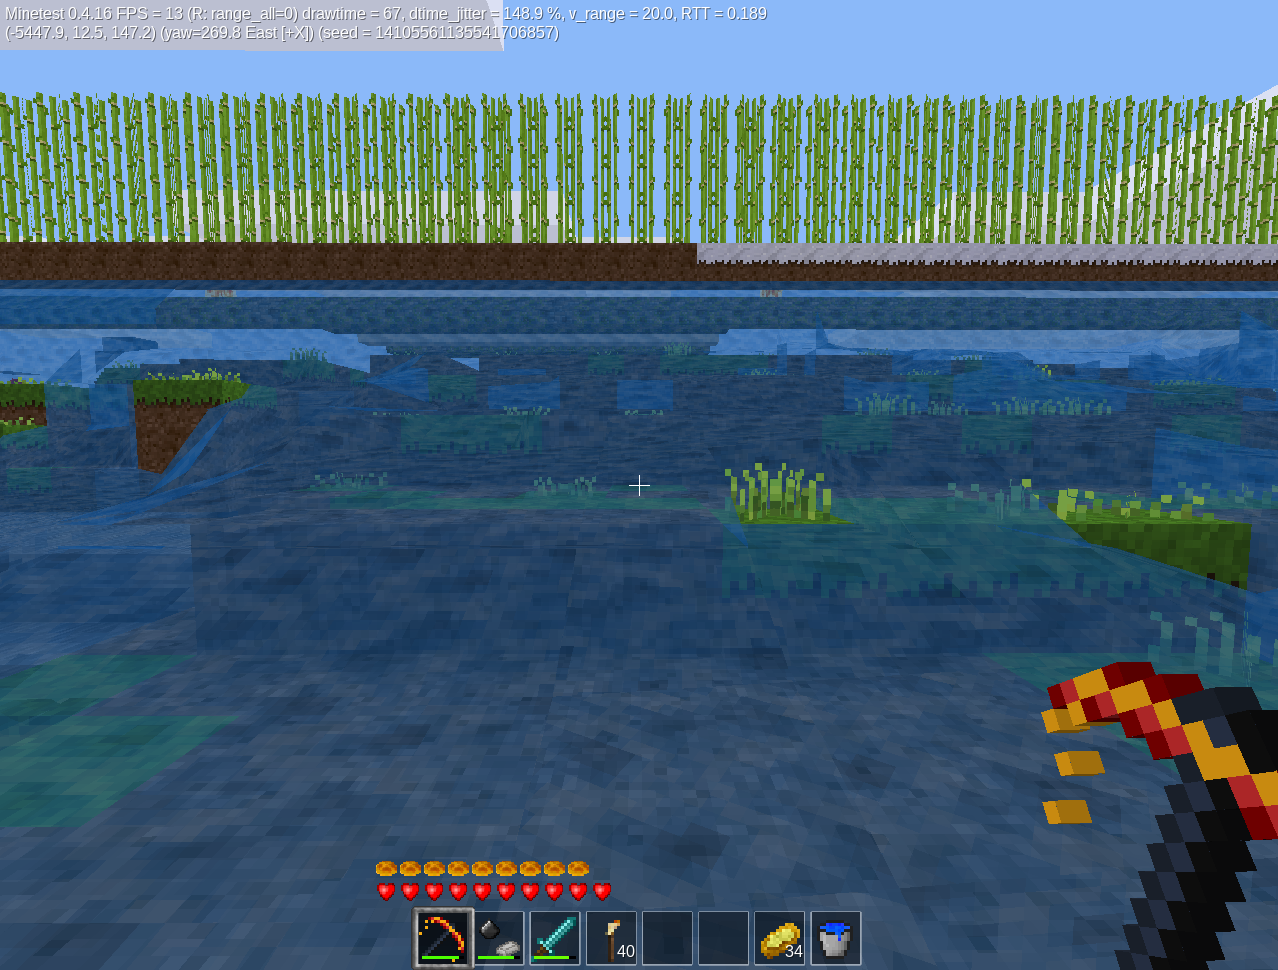 Minetest 0.4.16 FPS = 13 (R: range_all=0) drawtime = 67, dtime_jitter = 148.9 %, v_range = 20.0, RTT = 0.189
(-5447.9, 12.5, 147.2) (yaw=269.8 East [+X]) (seed = 14105561135541706857)
40
34